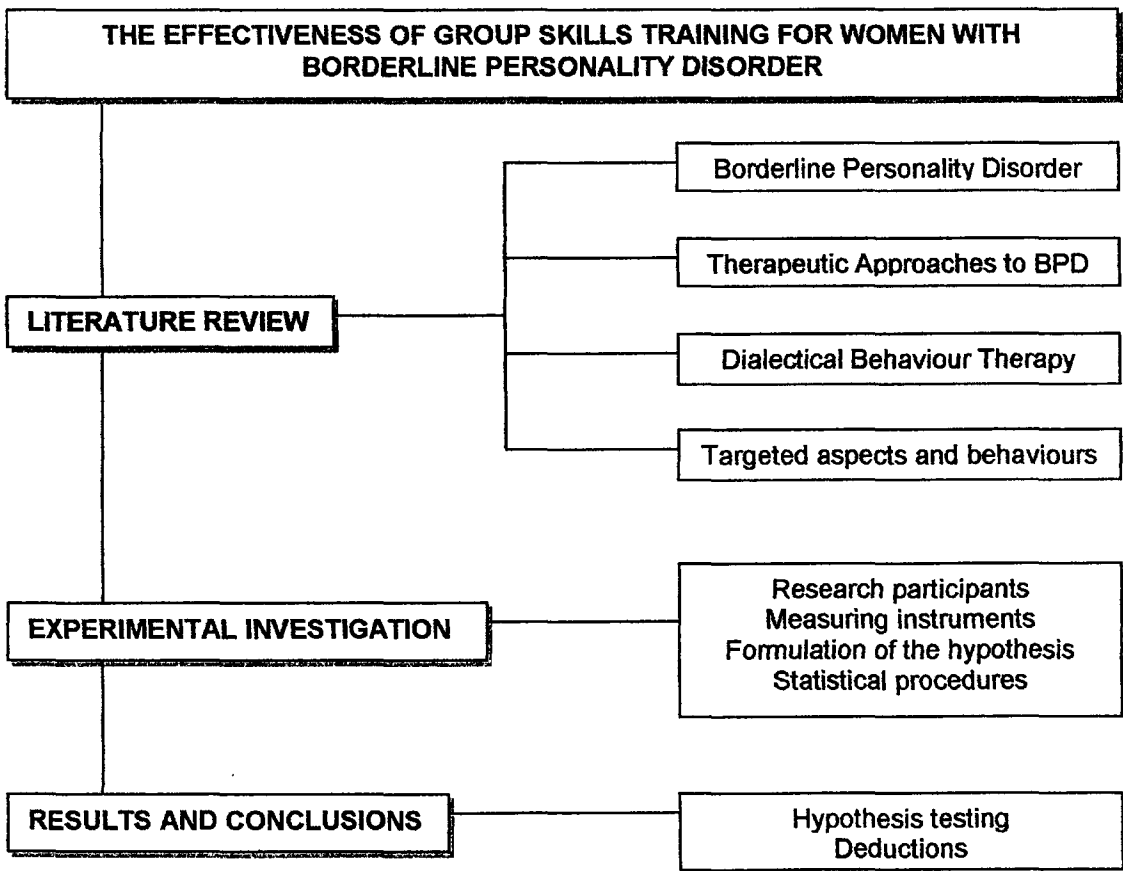 THE EFFECTIVENESS OF GROUP SKILLS TRAINING FOR WOMEN WITH
BORDERLINE PERSONALITY DISORDER
LITERATURE REVIEW
Borderline Personality Disorder
Therapeutic Approaches to BPD
Dialectical Behaviour Therapy
Targeted aspects and behaviours
EXPERIMENTAL INVESTIGATION
Research participants
Measuring instruments
Formulation of the hypothesis
Statistical procedures
RESULTS AND CONCLUSIONS
Hypothesis testing
Deductions